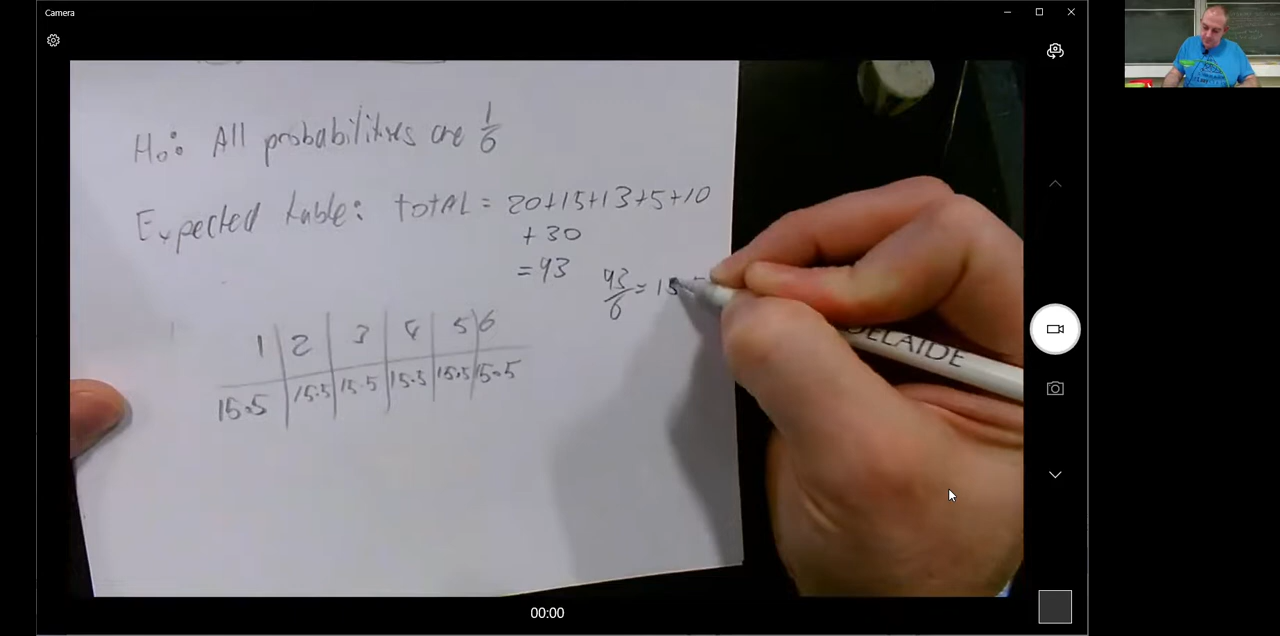 Camera
H₀: All probabilities are 1/6
Expected table: total = 20+15+13+5+10
+30
=93
93/6 = 15
1 2 3 4 5 6
15.5 15.5 15.5 15.5 15.5 15.5
ADELAIDE
00:00